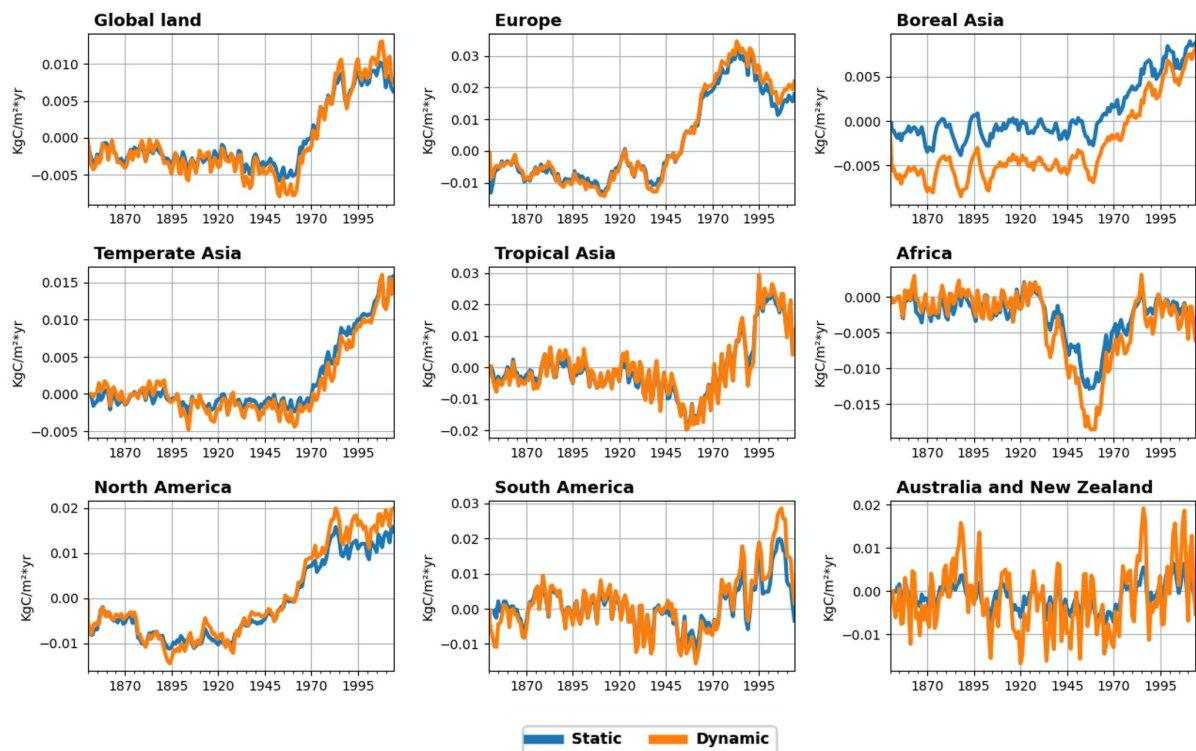 Global land
Europe
Boreal Asia
KgC/m²*yr
0.010
0.005
0.000
−0.005
1870 1895 1920 1945 1970 1995
KgC/m²*yr
0.03
0.02
0.01
0.00
−0.01
1870 1895 1920 1945 1970 1995
KgC/m²*yr
0.005
0.000
−0.005
1870 1895 1920 1945 1970 1995
Temperate Asia
Tropical Asia
Africa
KgC/m²*yr
0.015
0.010
0.005
0.000
−0.005
1870 1895 1920 1945 1970 1995
KgC/m²*yr
0.03
0.02
0.01
0.00
−0.01
−0.02
1870 1895 1920 1945 1970 1995
KgC/m²*yr
0.000
−0.005
−0.010
−0.015
1870 1895 1920 1945 1970 1995
North America
South America
Australia and New Zealand
KgC/m²*yr
0.02
0.01
0.00
−0.01
1870 1895 1920 1945 1970 1995
KgC/m²*yr
0.03
0.02
0.01
0.00
−0.01
1870 1895 1920 1945 1970 1995
KgC/m²*yr
0.02
0.01
0.00
−0.01
1870 1895 1920 1945 1970 1995
Static Dynamic